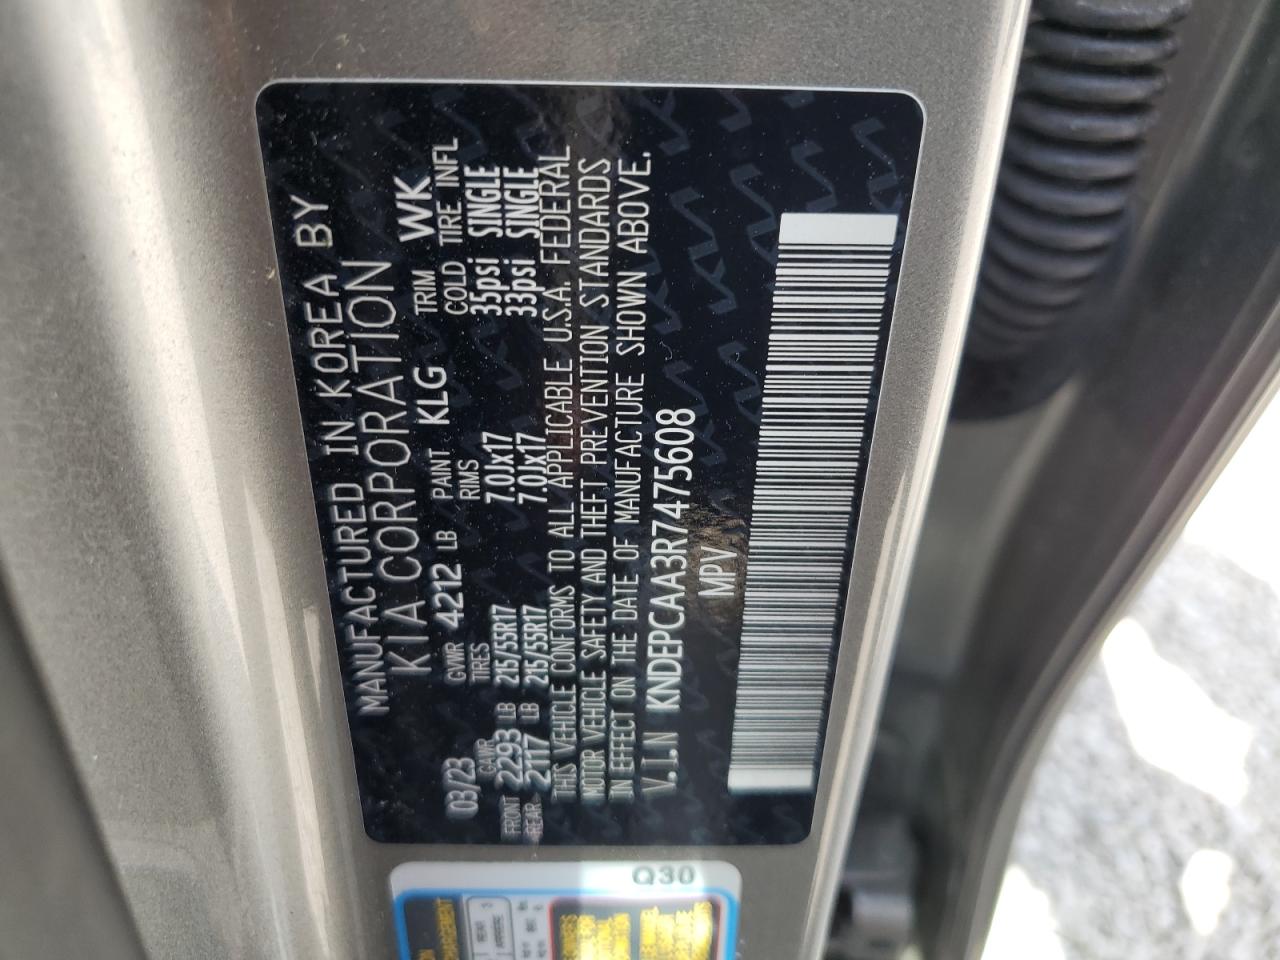 MANUFACTURED IN KOREA BY
KIA CORPORATION
03/23 GVWR 4212 LB PAINT KLG TRIM WK
GAWR TIRES RIMS COLD TIRE INFL
FRONT 2293 LB 215/55R17 7.0Jx17 35psi SINGLE
REAR 2117 LB 215/55R17 7.0Jx17 33psi SINGLE
THIS VEHICLE CONFORMS TO ALL APPLICABLE U.S.A. FEDERAL
MOTOR VEHICLE SAFETY AND THEFT PREVENTION STANDARDS
IN EFFECT ON THE DATE OF MANUFACTURE SHOWN ABOVE.
V.I.N KNDEPCAA3R7475608
MPV
Q30
REAR
ARRIERE